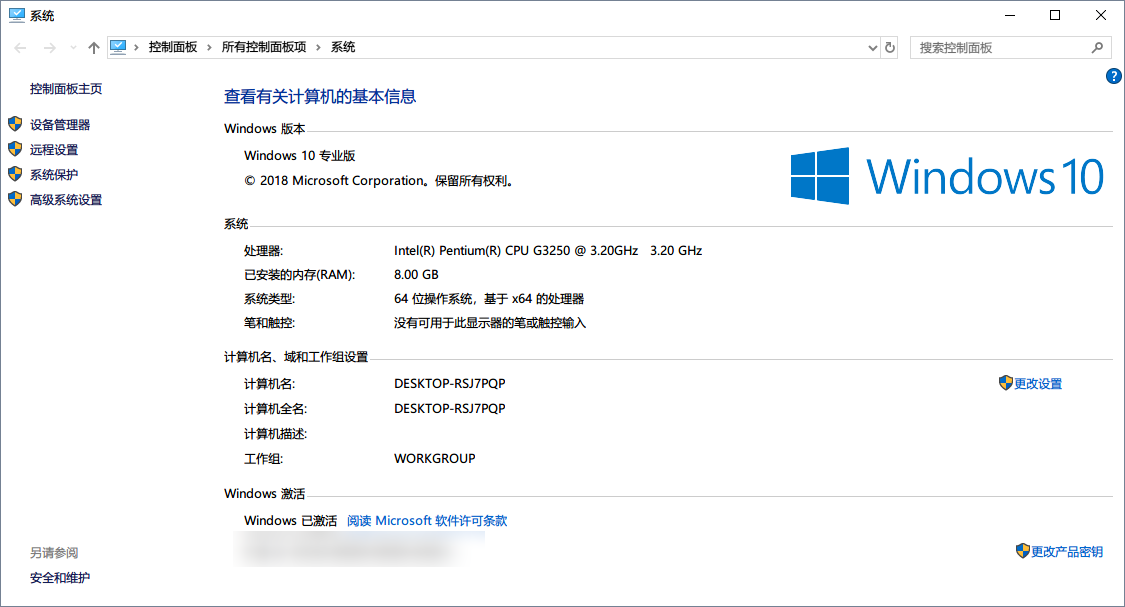 系统
控制面板 › 所有控制面板项 › 系统
搜索控制面板
?
控制面板主页
设备管理器
远程设置
系统保护
高级系统设置
查看有关计算机的基本信息
Windows 版本
Windows 10 专业版
© 2018 Microsoft Corporation。保留所有权利。
Windows 10
系统
处理器: Intel(R) Pentium(R) CPU G3250 @ 3.20GHz 3.20 GHz
已安装的内存(RAM): 8.00 GB
系统类型: 64 位操作系统，基于 x64 的处理器
笔和触控: 没有可用于此显示器的笔或触控输入
计算机名、域和工作组设置
计算机名: DESKTOP-RSJ7PQP 更改设置
计算机全名: DESKTOP-RSJ7PQP
计算机描述:
工作组: WORKGROUP
Windows 激活
Windows 已激活 阅读 Microsoft 软件许可条款
更改产品密钥
另请参阅
安全和维护